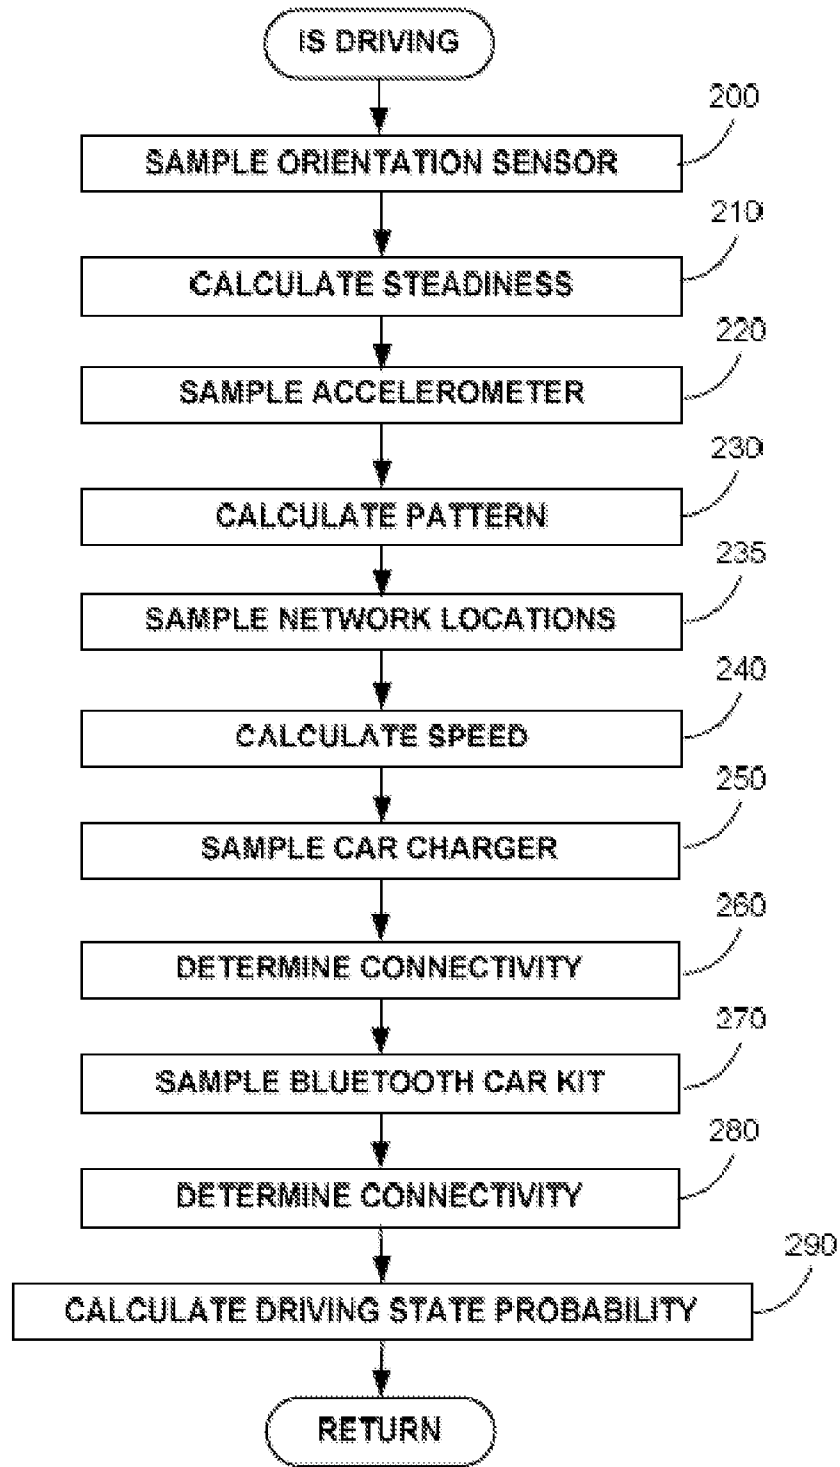 IS DRIVING
200
SAMPLE ORIENTATION SENSOR
210
CALCULATE STEADINESS
220
SAMPLE ACCELEROMETER
230
CALCULATE PATTERN
235
SAMPLE NETWORK LOCATIONS
240
CALCULATE SPEED
250
SAMPLE CAR CHARGER
260
DETERMINE CONNECTIVITY
270
SAMPLE BLUETOOTH CAR KIT
280
DETERMINE CONNECTIVITY
290
CALCULATE DRIVING STATE PROBABILITY
RETURN